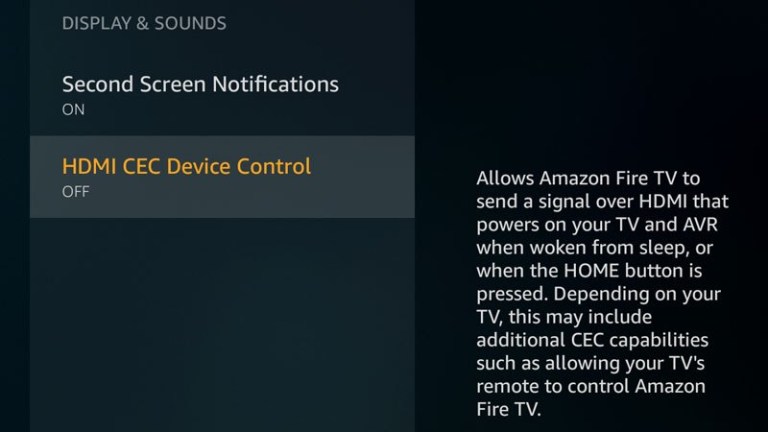 DISPLAY & SOUNDS
Second Screen Notifications
ON
HDMI CEC Device Control
OFF
Allows Amazon Fire TV to
send a signal over HDMI that
powers on your TV and AVR
when woken from sleep, or
when the HOME button is
pressed. Depending on your
TV, this may include
additional CEC capabilities
such as allowing your TV's
remote to control Amazon
Fire TV.